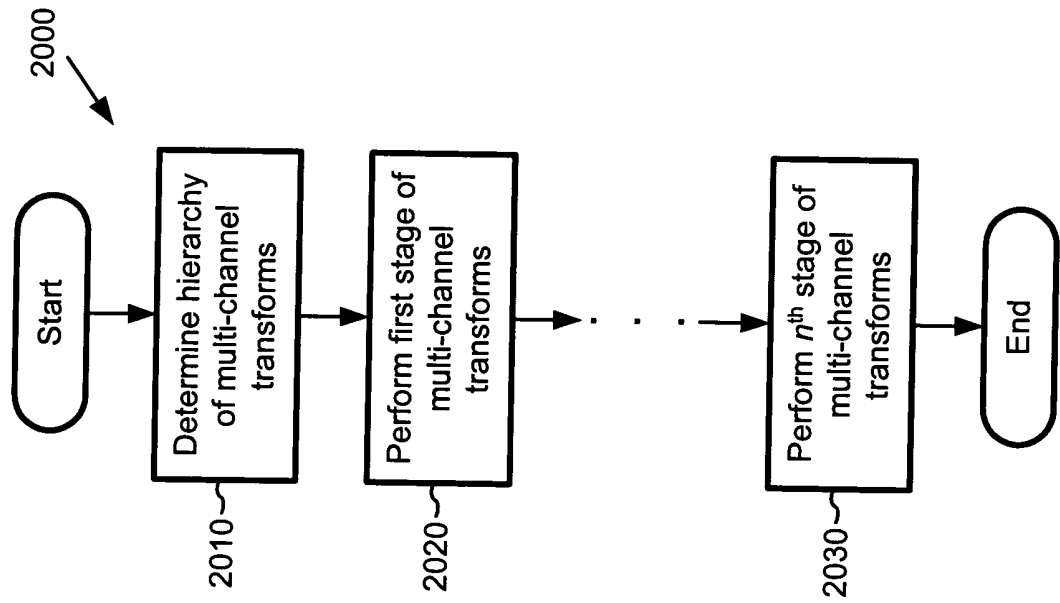 2000
Start
2010
Determine hierarchy
of multi-channel
transforms
2020
Perform first stage of
multi-channel
transforms
. . .
2030
Perform nth stage of
multi-channel
transforms
End